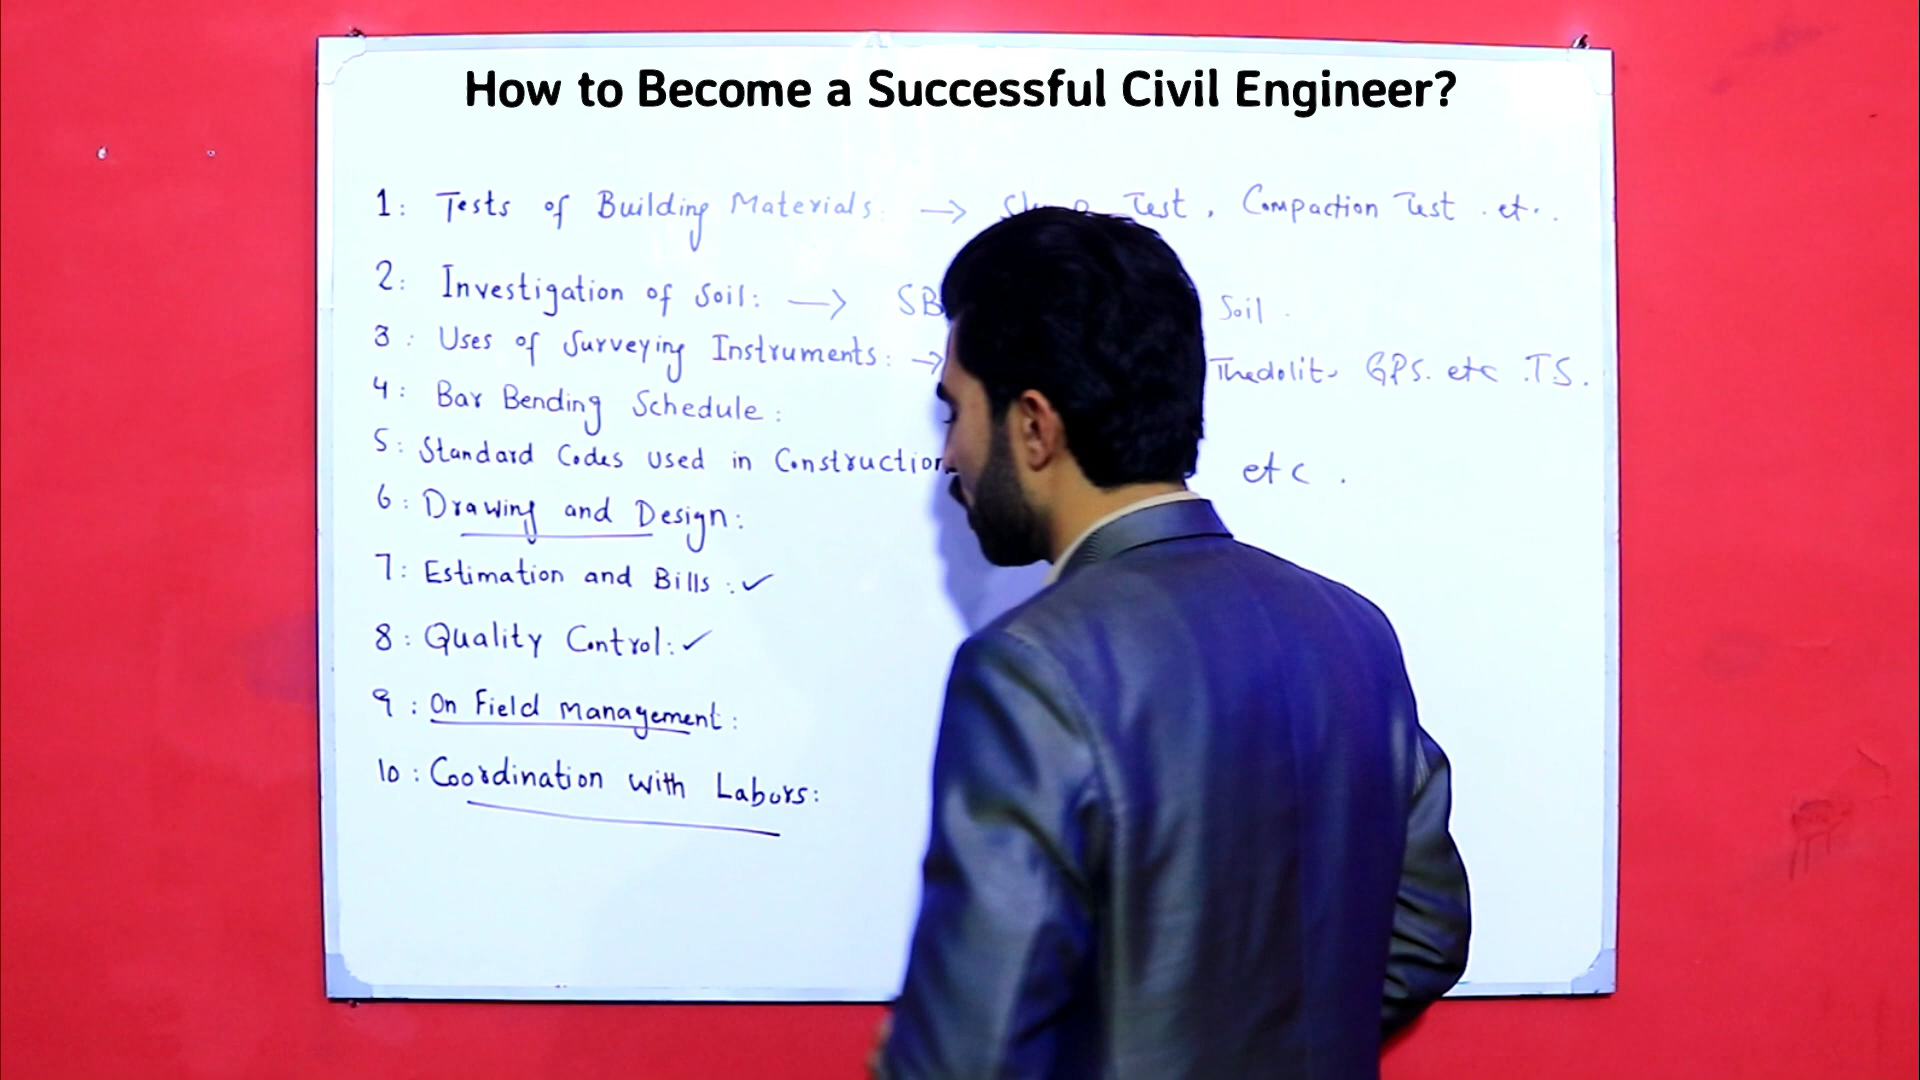 How to Become a Successful Civil Engineer?
1: Tests of Building Materials: → Test, Compaction Test . etc.
2: Investigation of Soil: → Soil.
3: Uses of Surveying Instruments: → Thedolite GPS. etc. TS.
4: Bar Bending Schedule:
5: Standard Codes used in Construction etc.
6: Drawing and Design:
7: Estimation and Bills: ✓
8: Quality Control: ✓
9: On Field Management:
10: Coordination with Labors: